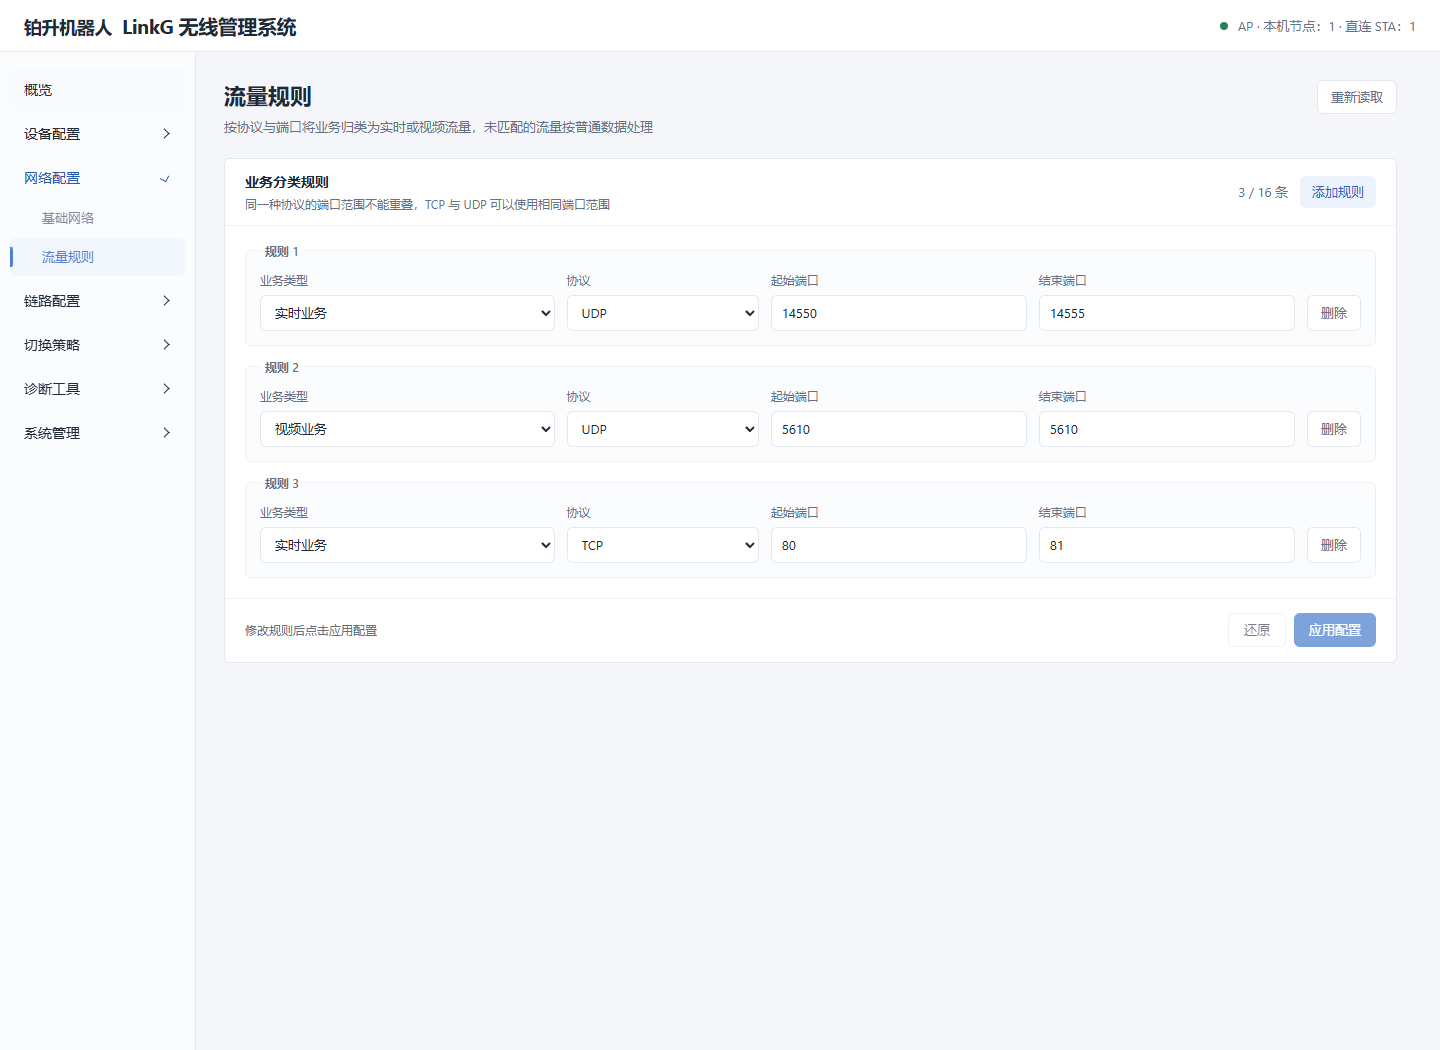 铂升机器人 LinkG 无线管理系统
AP · 本机节点：1 · 直连 STA：1
概览
设备配置
网络配置
基础网络
流量规则
链路配置
切换策略
诊断工具
系统管理
流量规则
重新读取
按协议与端口将业务归类为实时或视频流量，未匹配的流量按普通数据处理
业务分类规则
同一种协议的端口范围不能重叠，TCP 与 UDP 可以使用相同端口范围
3 / 16 条 添加规则
规则 1
业务类型 协议 起始端口 结束端口
实时业务 UDP 14550 14555 删除
规则 2
业务类型 协议 起始端口 结束端口
视频业务 UDP 5610 5610 删除
规则 3
业务类型 协议 起始端口 结束端口
实时业务 TCP 80 81 删除
修改规则后点击应用配置 还原 应用配置